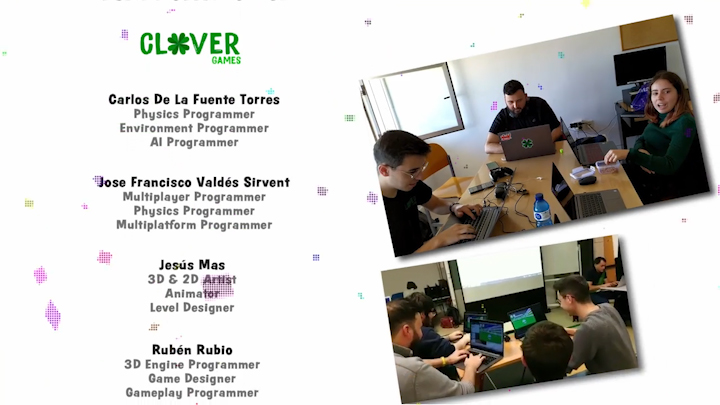 CLOVER
GAMES
Carlos De La Fuente Torres
Physics Programmer
Environment Programmer
AI Programmer
Jose Francisco Valdés Sirvent
Multiplayer Programmer
Physics Programmer
Multiplatform Programmer
Jesús Mas
3D & 2D Artist
Animator
Level Designer
Rubén Rubio
3D Engine Programmer
Game Designer
Gameplay Programmer